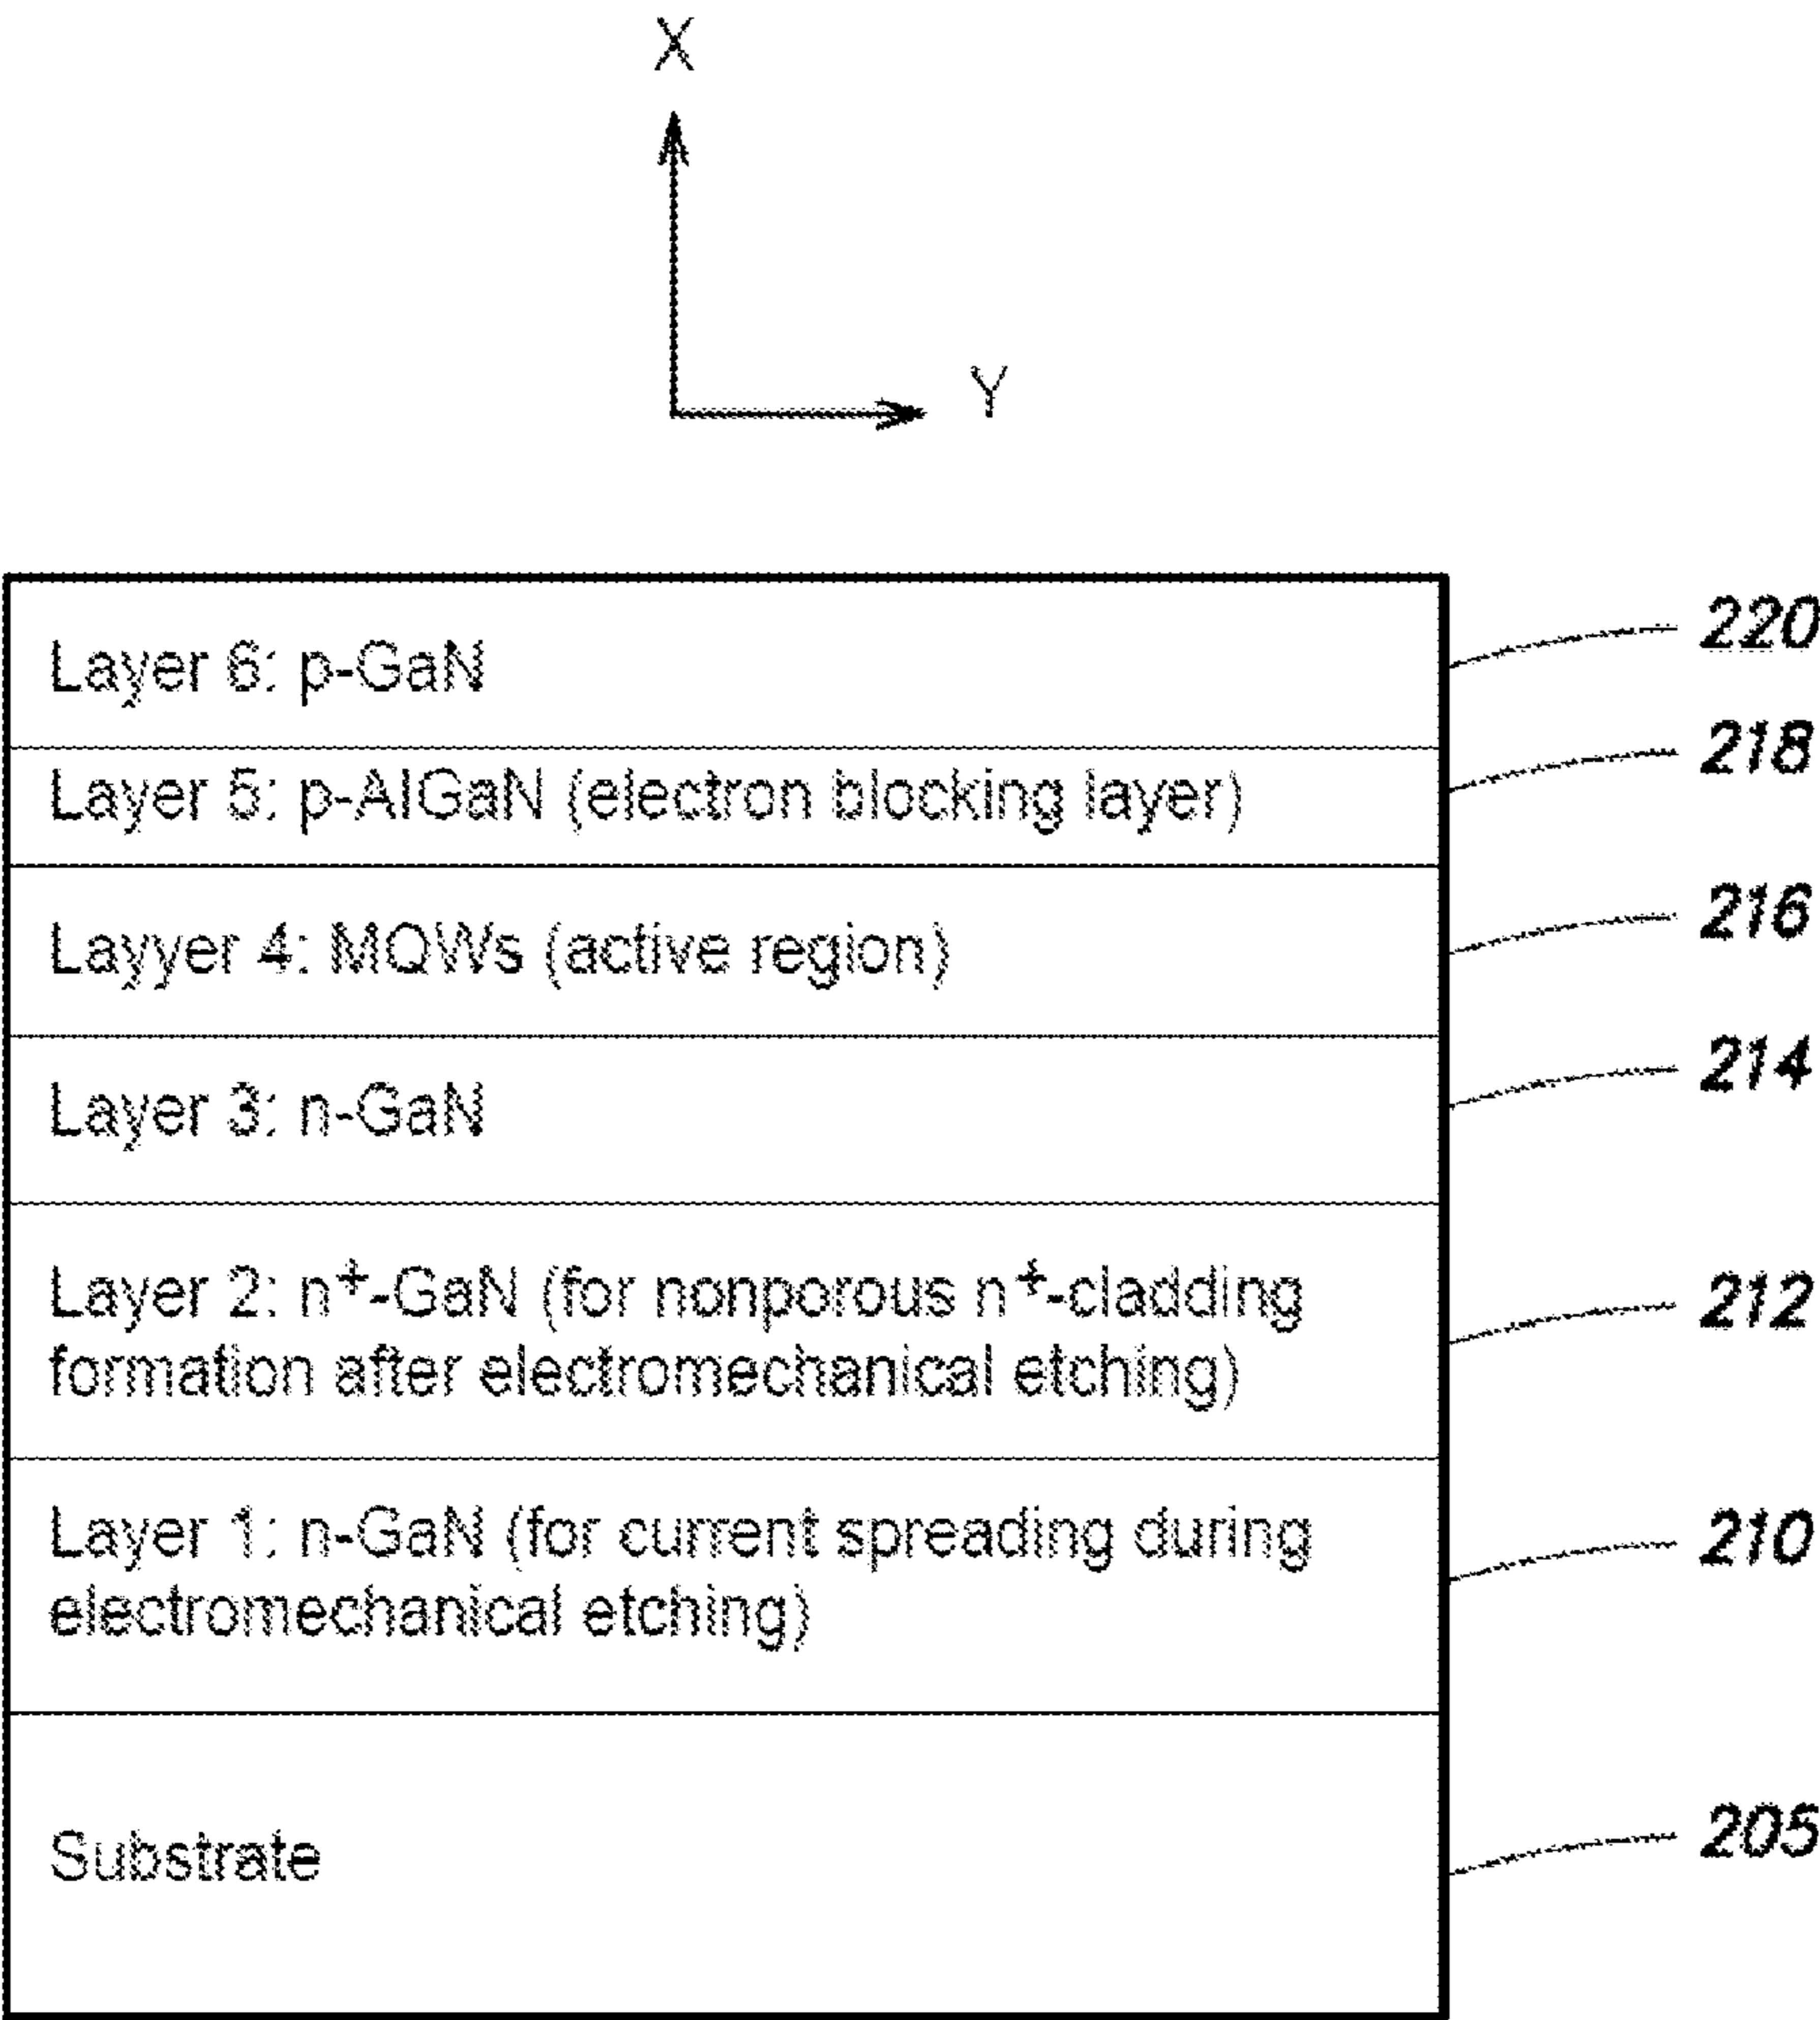 X
Y
Layer 6: p-GaN
220
Layer 5: p-AlGaN (electron blocking layer)
218
Layyer 4: MQWs (active region)
216
Layer 3: n-GaN
214
Layer 2: n⁺-GaN (for nonporous n⁺-cladding
formation after electromechanical etching)
212
Layer 1: n-GaN (for current spreading during
electromechanical etching)
210
Substrate
205